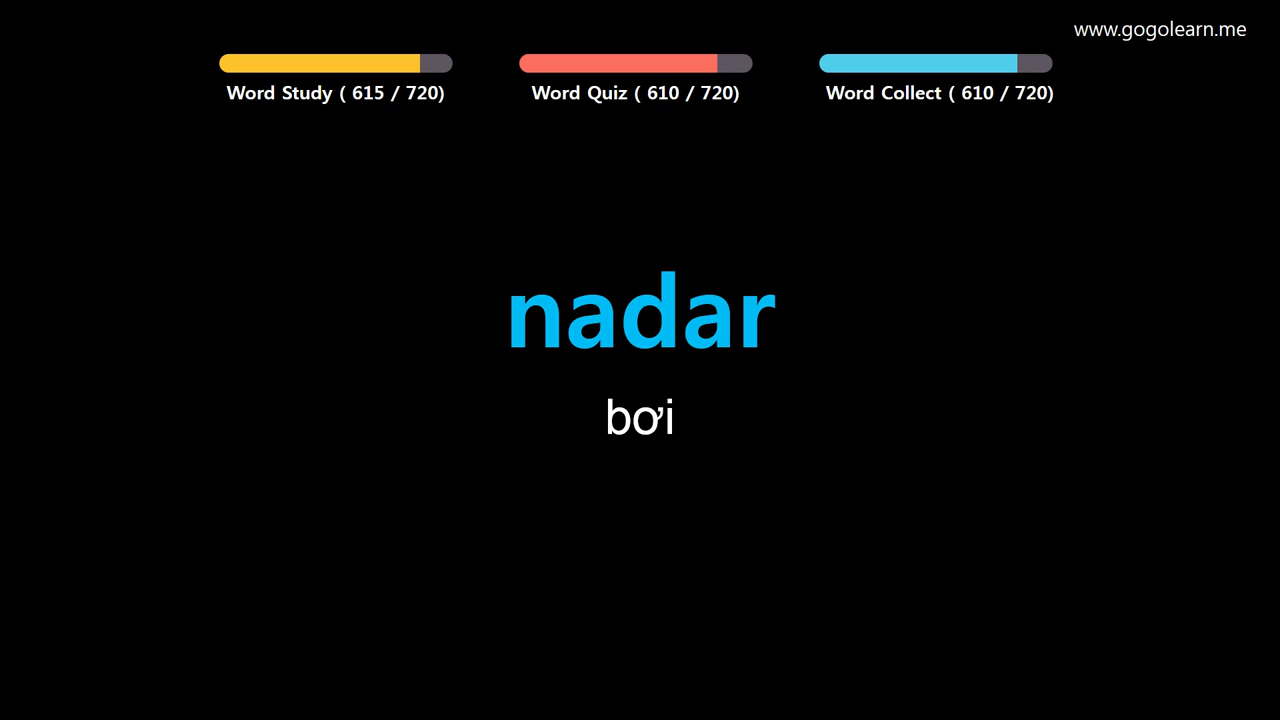 www.gogolearn.me
Word Study ( 615 / 720)
Word Quiz ( 610 / 720)
Word Collect ( 610 / 720)
nadar
bơi